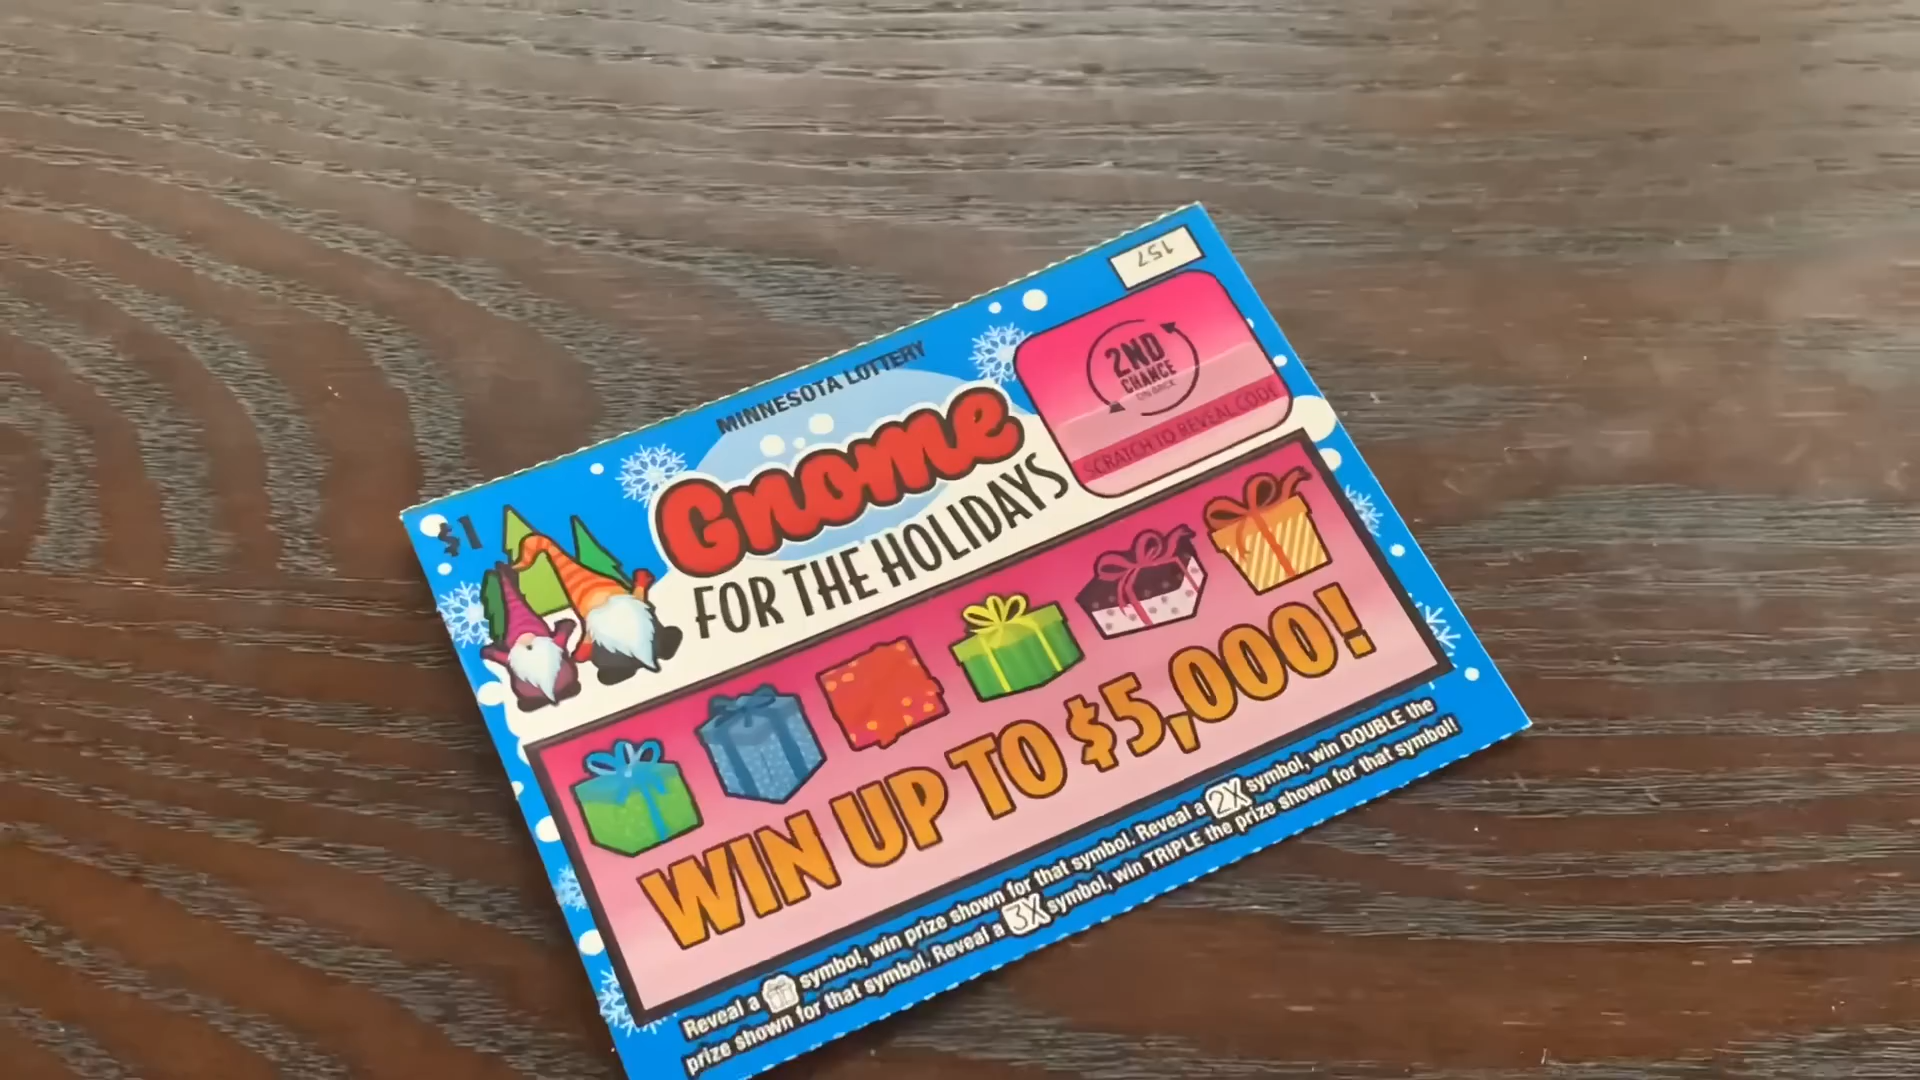 157
MINNESOTA LOTTERY
2ND
CHANCE
ON BACK
SCRATCH TO REVEAL CODE
$1
Gnome
FOR THE HOLIDAYS
WIN UP TO $5,000!
Reveal a symbol, win prize shown for that symbol. Reveal a 2X symbol, win DOUBLE the
prize shown for that symbol. Reveal a 3X symbol, win TRIPLE the prize shown for that symbol!